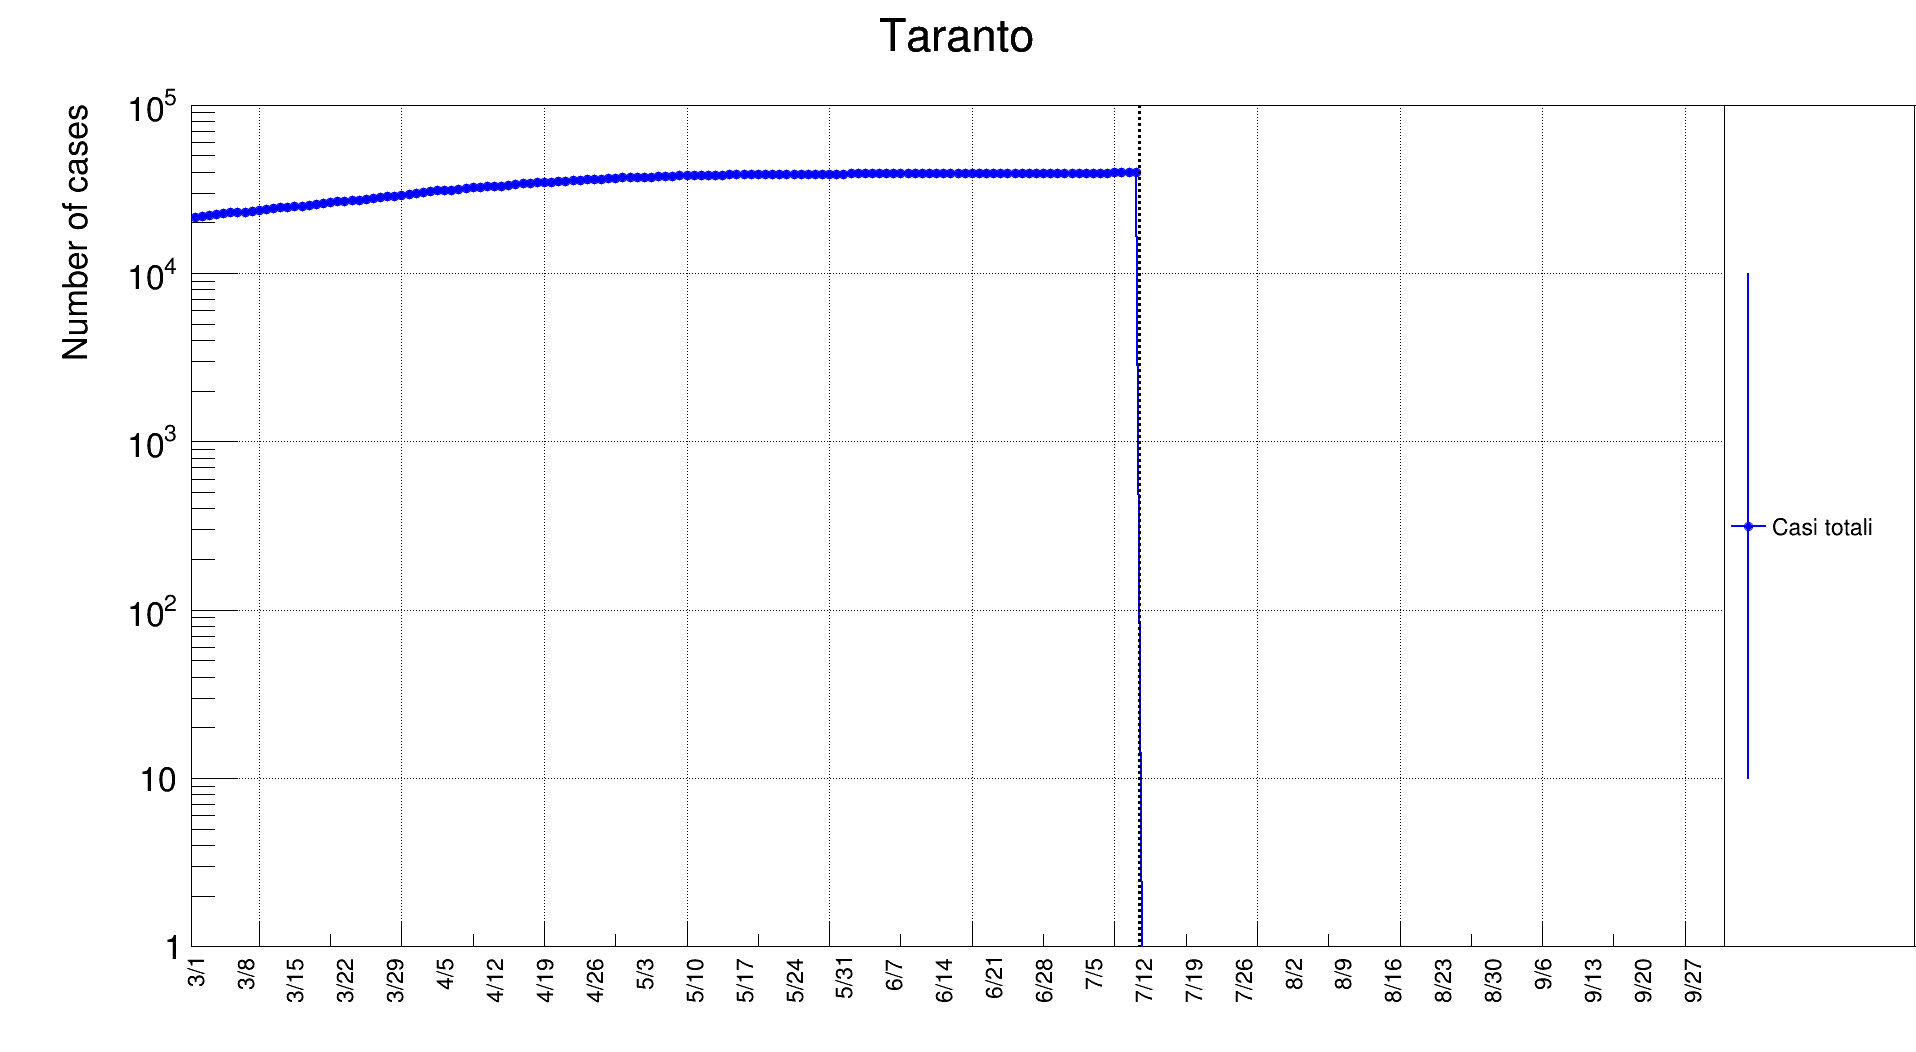 Taranto
Number of cases
10^5
10^4
10^3
10^2
10
1
3/1 3/8 3/15 3/22 3/29 4/5 4/12 4/19 4/26 5/3 5/10 5/17 5/24 5/31 6/7 6/14 6/21 6/28 7/5 7/12 7/19 7/26 8/2 8/9 8/16 8/23 8/30 9/6 9/13 9/20 9/27
Casi totali